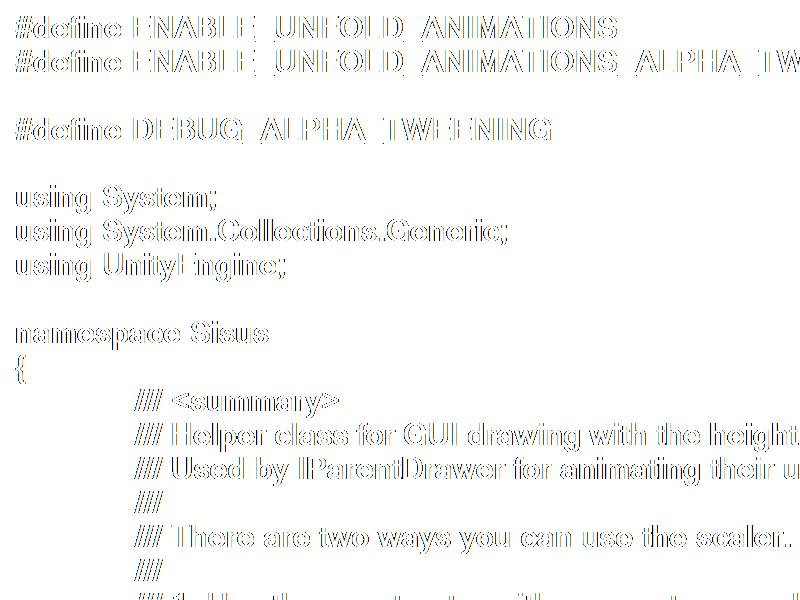 #define ENABLE_UNFOLD_ANIMATIONS
#define ENABLE_UNFOLD_ANIMATIONS_ALPHA_TW
#define DEBUG_ALPHA_TWEENING
using System;
using System.Collections.Generic;
using UnityEngine;
namespace Sisus
{
/// <summary>
/// Helper class for GUI drawing with the height
/// Used by IParentDrawer for animating their u
///
/// There are two ways you can use the scaler.
///